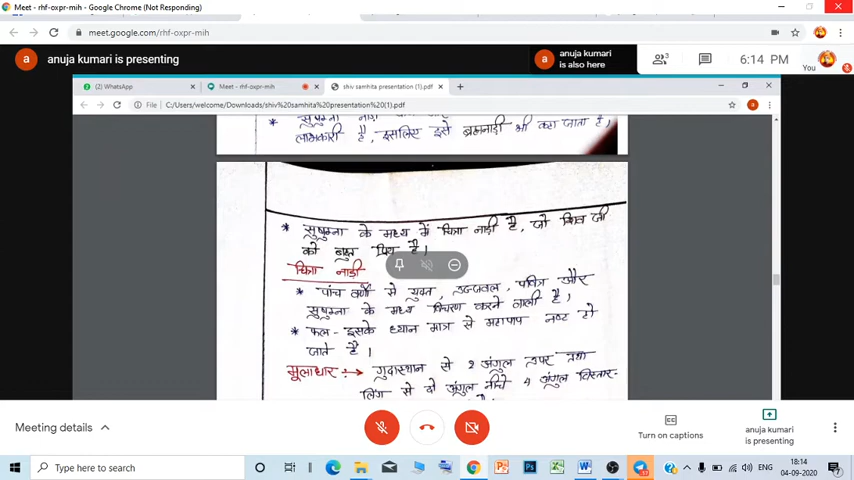 Meet - rhf-oxpr-mih - Google Chrome (Not Responding)
meet.google.com/rhf-oxpr-mih
a anuja kumari is presenting
a anuja kumari is also here
3
6:14 PM
You
(2) WhatsApp
Meet - rhf-oxpr-mih
shiv samhita presentation (1).pdf
File C:/Users/welcome/Downloads/shiv%20samhita%20presentation%20(1).pdf
a
* सुषुम्ना नाड़ी
लाभकारी है, इसलिए इसे ब्रह्मनाड़ी भी कहा जाता है,
* सुषुम्ना के मध्य में चित्रा नाड़ी है, जो शिव जी
को बहुत प्रिय है।
चित्रा नाड़ी
* पांच वर्णो से युक्त, उज्जवल, पवित्र और
सुषुम्ना के मध्य विचरण करने वाली है,
* फल - इसके ध्यान मात्र से महापाप नष्ट हो
जाते है।
मूलाधार :→ गुदास्थान से 2 अंगुल उपर तथा
लिंग से दो अंगुल नीचे 4 अंगुल विस्तार-
Meeting details
Turn on captions
a
anuja kumari is presenting
Type here to search
ENG
18:14
04-09-2020